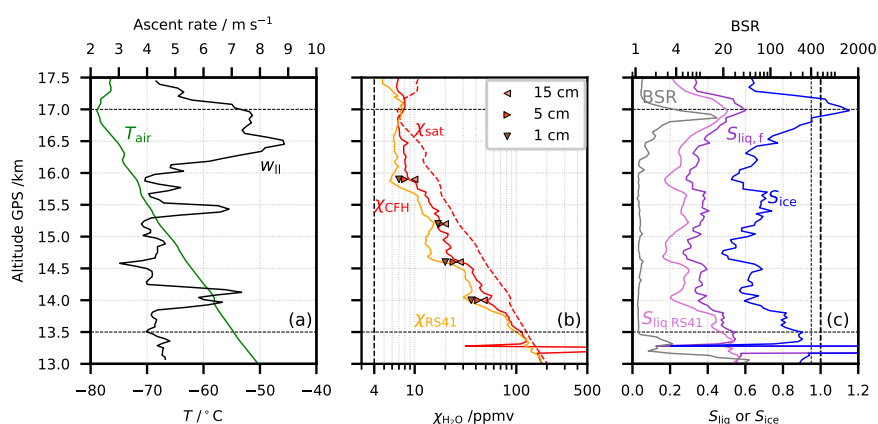 Ascent rate / m s⁻¹
BSR
2 3 4 5 6 7 8 9 10
1 4 20 100 400 2000
17.5
17.0
16.5
16.0
15.5
15.0
14.5
14.0
13.5
13.0
Altitude GPS /km
T_air
w_ll
(a)
−80 −70 −60 −50 −40
T / °C
15 cm
5 cm
1 cm
χ_sat
χ_CFH
χ_RS41
(b)
4 10 100 500
χ_H₂O /ppmv
BSR
S_liq, f
S_ice
S_liq RS41
(c)
0.0 0.2 0.4 0.6 0.8 1.0 1.2
S_liq or S_ice